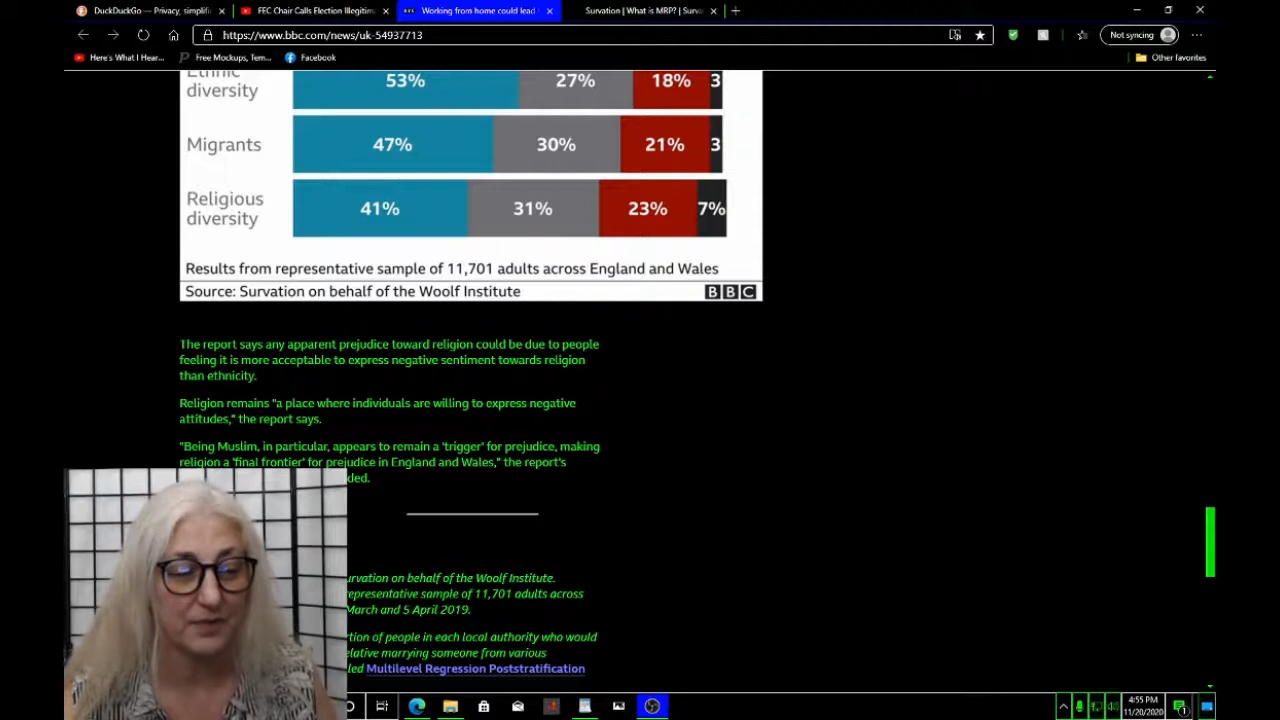 DuckDuckGo — Privacy, simplifi
FEC Chair Calls Election Illegitim
Working from home could lead
Survation | What is MRP? | Surv
https://www.bbc.com/news/uk-54937713
Not syncing
Here's What I Hear...
Free Mockups, Tem...
Facebook
Other favorites
Ethnic diversity
53% 27% 18% 3
Migrants
47% 30% 21% 3
Religious
diversity
41% 31% 23% 7%
Results from representative sample of 11,701 adults across England and Wales
Source: Survation on behalf of the Woolf Institute
BBC
The report says any apparent prejudice toward religion could be due to people
feeling it is more acceptable to express negative sentiment towards religion
than ethnicity.
Religion remains "a place where individuals are willing to express negative
attitudes," the report says.
"Being Muslim, in particular, appears to remain a 'trigger' for prejudice, making
religion a 'final frontier' for prejudice in England and Wales," the report's
ded.
urvation on behalf of the Woolf Institute.
epresentative sample of 11,701 adults across
March and 5 April 2019.
tion of people in each local authority who would
elative marrying someone from various
led Multilevel Regression Poststratification
4:55 PM
11/20/2020
1